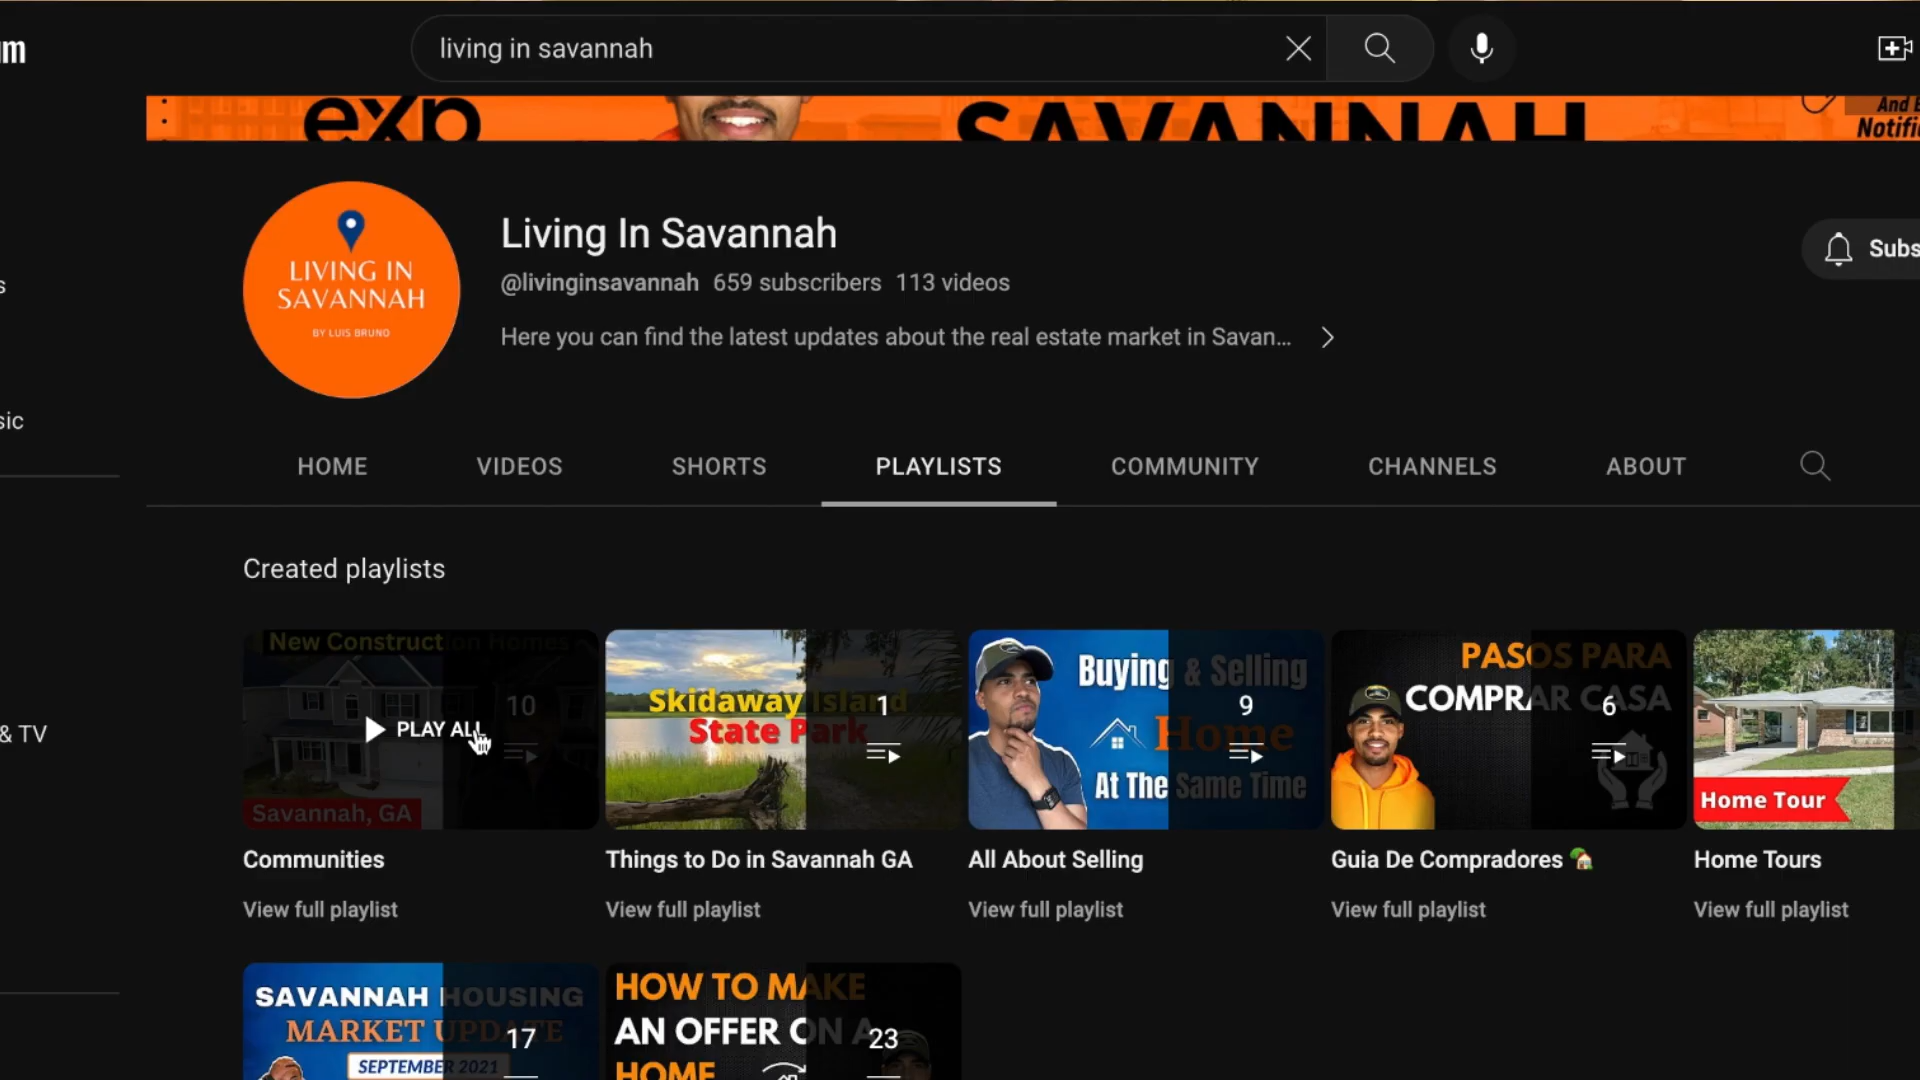 um
living in savannah
exp
SAVANNAH
And
Notifi
Living In Savannah
@livinginsavannah 659 subscribers 113 videos
Subs
LIVING IN
SAVANNAH
BY LUIS BRUNO
Here you can find the latest updates about the real estate market in Savan...
s
sic
HOME VIDEOS SHORTS PLAYLISTS COMMUNITY CHANNELS ABOUT
Created playlists
& TV
New Construction Homes
10
PLAY ALL
Savannah, GA
Skidaway Island
State Park
1
Buying & Selling
Home
At The Same Time
9
PASOS PARA
COMPRAR CASA
6
Home Tour
Communities
View full playlist
Things to Do in Savannah GA
View full playlist
All About Selling
View full playlist
Guia De Compradores 🏡
View full playlist
Home Tours
View full playlist
SAVANNAH HOUSING
MARKET UPDATE
SEPTEMBER 2021
17
HOW TO MAKE
AN OFFER ON A
HOME
23